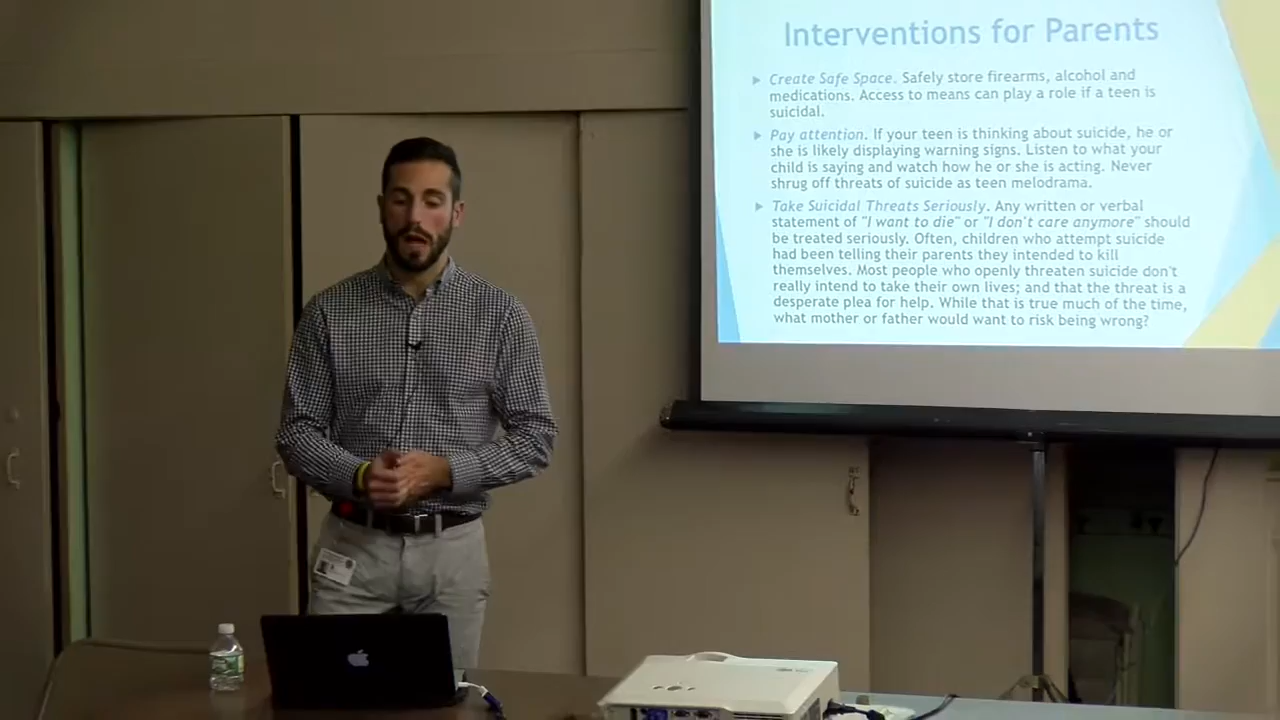 Interventions for Parents
Create Safe Space. Safely store firearms, alcohol and
medications. Access to means can play a role if a teen is
suicidal.
Pay attention. If your teen is thinking about suicide, he or
she is likely displaying warning signs. Listen to what your
child is saying and watch how he or she is acting. Never
shrug off threats of suicide as teen melodrama.
Take Suicidal Threats Seriously. Any written or verbal
statement of "I want to die" or "I don't care anymore" should
be treated seriously. Often, children who attempt suicide
had been telling their parents they intended to kill
themselves. Most people who openly threaten suicide don't
really intend to take their own lives; and that the threat is a
desperate plea for help. While that is true much of the time,
what mother or father would want to risk being wrong?